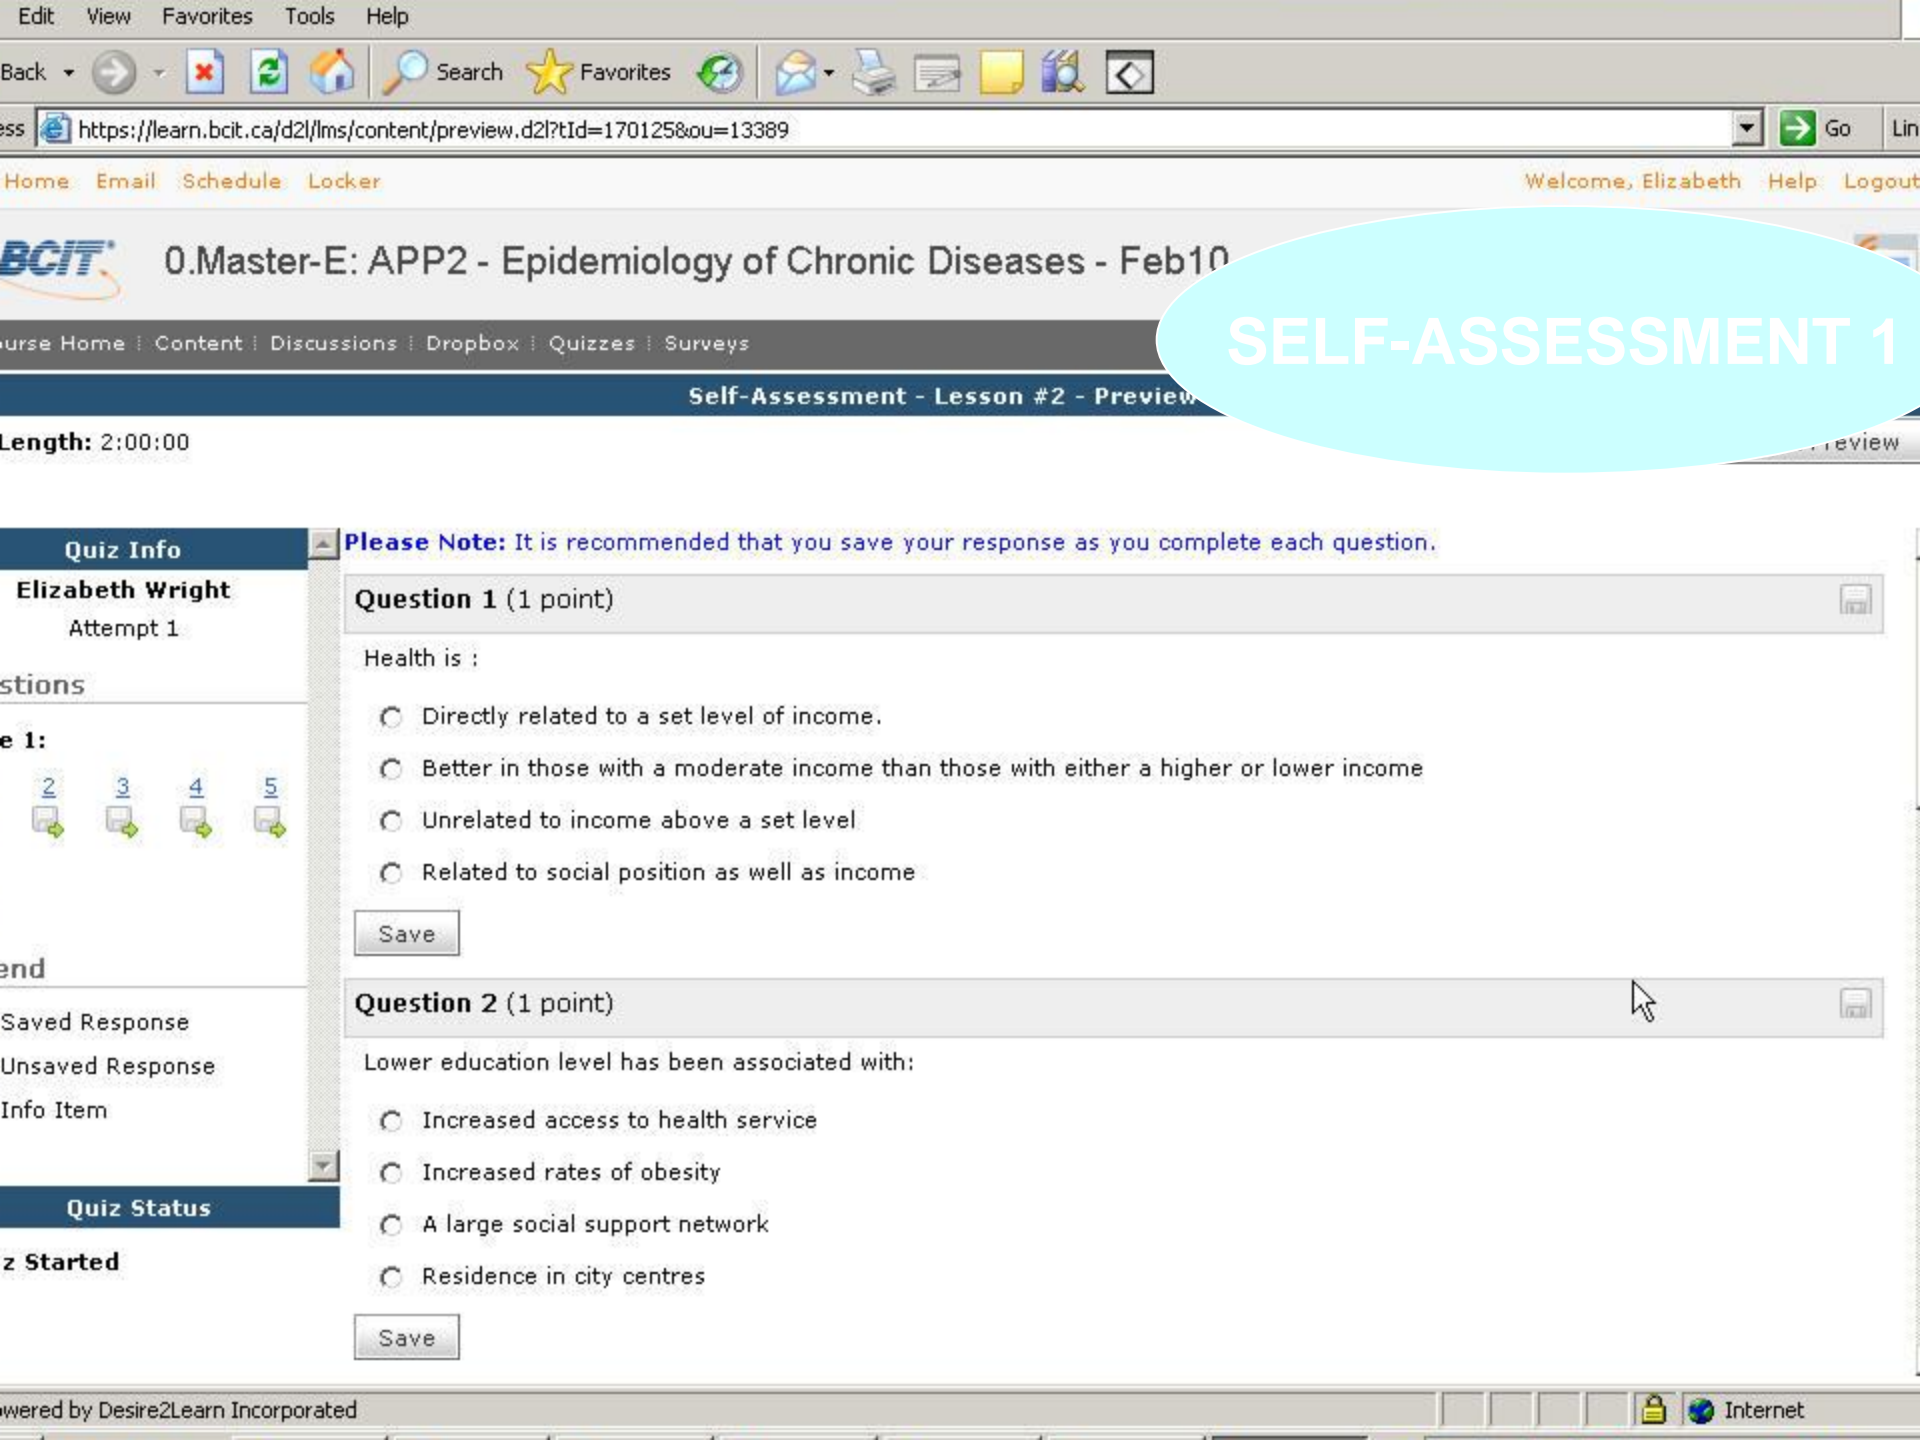 Edit View Favorites Tools Help
Back Search Favorites
https://learn.bcit.ca/d2l/lms/content/preview.d2l?tId=170125&ou=13389 Go Lin
Home Email Schedule Locker Welcome, Elizabeth Help Logout
BCIT 0.Master-E: APP2 - Epidemiology of Chronic Diseases - Feb10
SELF-ASSESSMENT 1
urse Home Content Discussions Dropbox Quizzes Surveys
Self-Assessment - Lesson #2 - Preview
Length: 2:00:00
review
Quiz Info
Elizabeth Wright
Attempt 1
stions
e 1:
2 3 4 5
end
Saved Response
Unsaved Response
Info Item
Quiz Status
z Started
Please Note: It is recommended that you save your response as you complete each question.
Question 1 (1 point)
Health is :
Directly related to a set level of income.
Better in those with a moderate income than those with either a higher or lower income
Unrelated to income above a set level
Related to social position as well as income
Save
Question 2 (1 point)
Lower education level has been associated with:
Increased access to health service
Increased rates of obesity
A large social support network
Residence in city centres
Save
owered by Desire2Learn Incorporated Internet